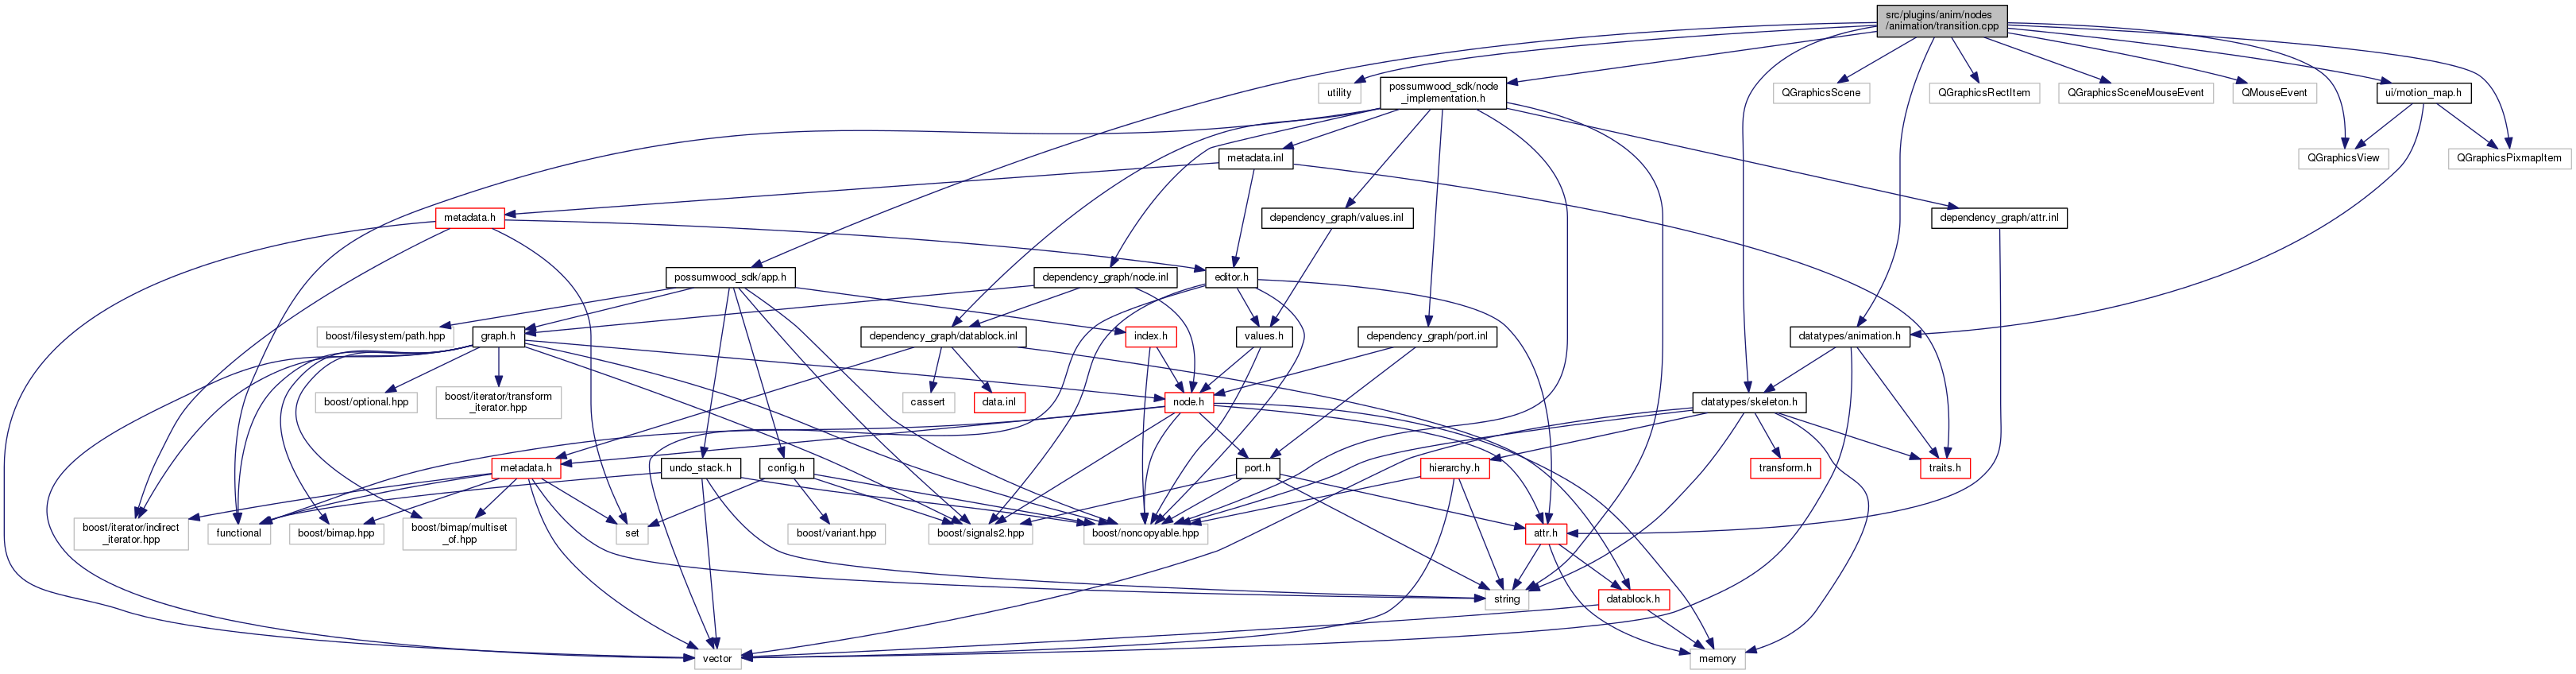 src/plugins/anim/nodes
/animation/transition.cpp
utility
possumwood_sdk/node
_implementation.h
QGraphicsScene
QGraphicsRectItem
QGraphicsSceneMouseEvent
QMouseEvent
ui/motion_map.h
metadata.inl
QGraphicsView
QGraphicsPixmapItem
metadata.h
dependency_graph/values.inl
dependency_graph/attr.inl
possumwood_sdk/app.h
dependency_graph/node.inl
editor.h
boost/filesystem/path.hpp
graph.h
dependency_graph/datablock.inl
index.h
values.h
dependency_graph/port.inl
datatypes/animation.h
boost/optional.hpp
boost/iterator/transform
_iterator.hpp
cassert
data.inl
node.h
datatypes/skeleton.h
metadata.h
undo_stack.h
config.h
port.h
hierarchy.h
transform.h
traits.h
boost/iterator/indirect
_iterator.hpp
functional
boost/bimap.hpp
boost/bimap/multiset
_of.hpp
set
boost/variant.hpp
boost/signals2.hpp
boost/noncopyable.hpp
attr.h
string
datablock.h
vector
memory